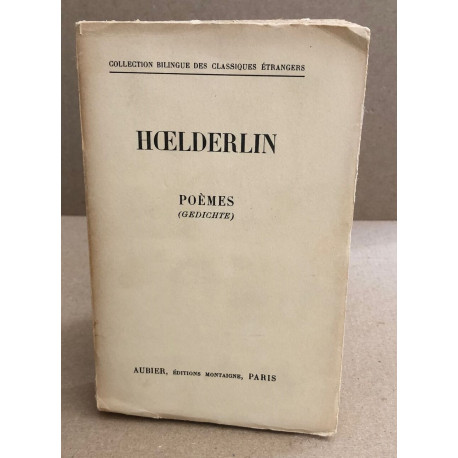 COLLECTION BILINGUE DES CLASSIQUES ÉTRANGERS
HŒLDERLIN
POÈMES
(GEDICHTE)
AUBIER, ÉDITIONS MONTAIGNE, PARIS